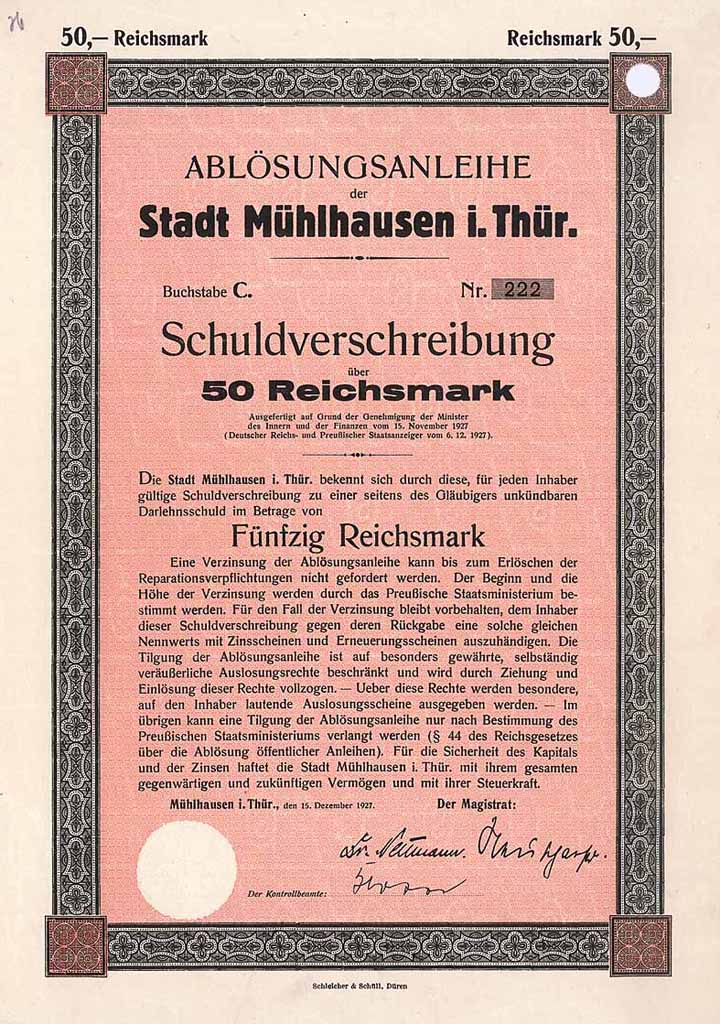 50,— Reichsmark
Reichsmark 50,—
ABLÖSUNGSANLEIHE
der
Stadt Mühlhausen i. Thür.
Buchstabe C.
Nr. 222
Schuldverschreibung
über
50 Reichsmark
Ausgefertigt auf Grund der Genehmigung der Minister
des Innern und der Finanzen vom 15. November 1927
(Deutscher Reichs- und Preußischer Staatsanzeiger vom 6. 12. 1927).
Die Stadt Mühlhausen i. Thür. bekennt sich durch diese, für jeden Inhaber
gültige Schuldverschreibung zu einer seitens des Gläubigers unkündbaren
Darlehnsschuld im Betrage von
Fünfzig Reichsmark
Eine Verzinsung der Ablösungsanleihe kann bis zum Erlöschen der
Reparationsverpflichtungen nicht gefordert werden. Der Beginn und die
Höhe der Verzinsung werden durch das Preußische Staatsministerium be-
stimmt werden. Für den Fall der Verzinsung bleibt vorbehalten, dem Inhaber
dieser Schuldverschreibung gegen deren Rückgabe eine solche gleichen
Nennwerts mit Zinsscheinen und Erneuerungsscheinen auszuhändigen. Die
Tilgung der Ablösungsanleihe ist auf besonders gewährte, selbständig
veräußerliche Auslosungsrechte beschränkt und wird durch Ziehung und
Einlösung dieser Rechte vollzogen. — Ueber diese Rechte werden besondere,
auf den Inhaber lautende Auslosungsscheine ausgegeben werden. — Im
übrigen kann eine Tilgung der Ablösungsanleihe nur nach Bestimmung des
Preußischen Staatsministeriums verlangt werden (§ 44 des Reichsgesetzes
über die Ablösung öffentlicher Anleihen). Für die Sicherheit des Kapitals
und der Zinsen haftet die Stadt Mühlhausen i. Thür. mit ihrem gesamten
gegenwärtigen und zukünftigen Vermögen und mit ihrer Steuerkraft.
Mühlhausen i. Thür., den 15. Dezember 1927.
Der Magistrat:
Dr. Neumann.
Der Kontrollbeamte:
Schleicher & Schüll, Düren